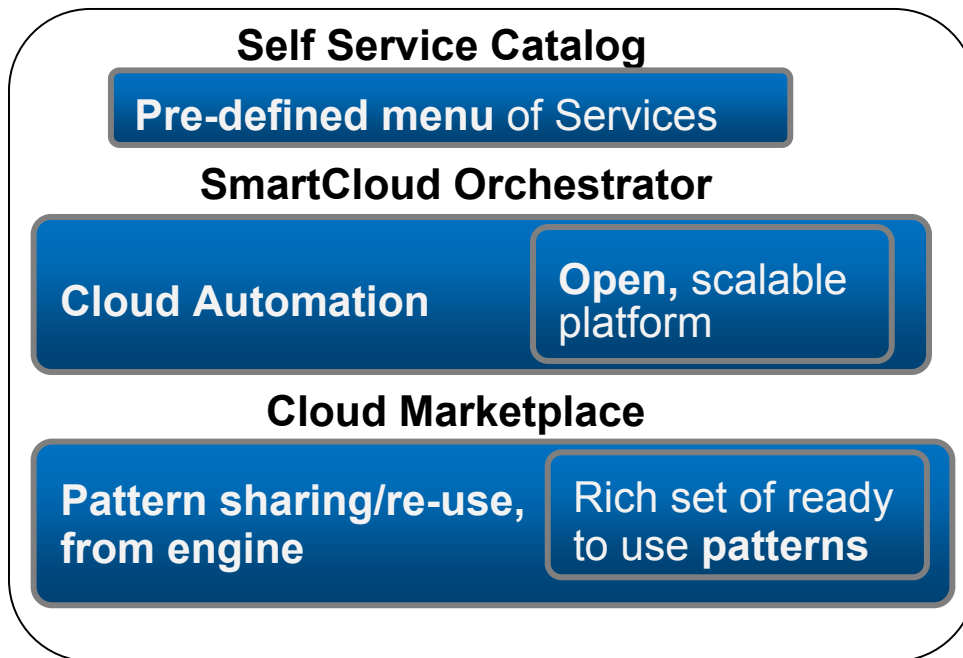 Self Service Catalog
Pre-defined menu of Services
SmartCloud Orchestrator
Cloud Automation
Open, scalable
platform
Cloud Marketplace
Pattern sharing/re-use,
from engine
Rich set of ready
to use patterns